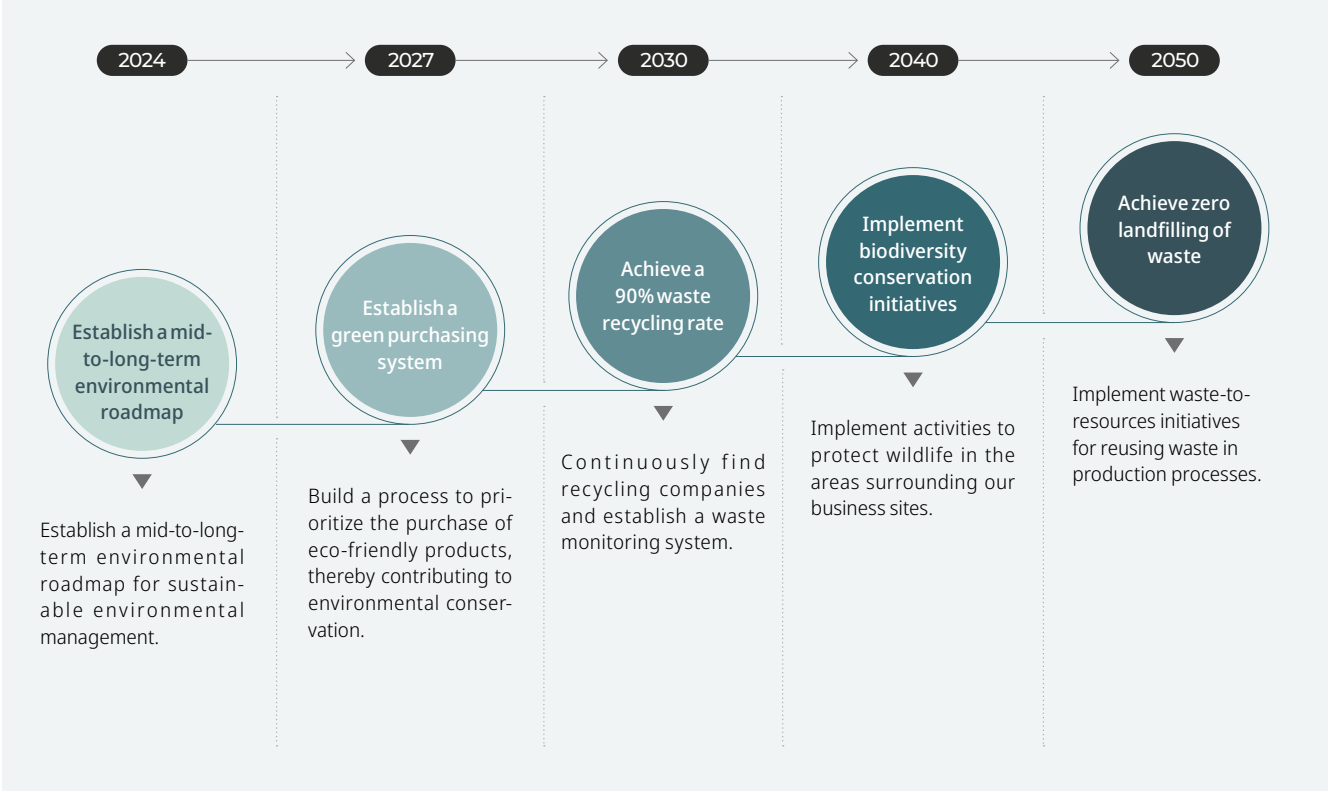 2024
2027
2030
2040
2050
Establish a mid-
to-long-term
environmental
roadmap
Establish a mid-to-long-
term environmental
roadmap for sustain-
able environmental
management.
Establish a
green purchasing
system
Build a process to pri-
oritize the purchase of
eco-friendly products,
thereby contributing to
environmental conser-
vation.
Achieve a
90% waste
recycling rate
Continuously find
recycling companies
and establish a waste
monitoring system.
Implement
biodiversity
conservation
initiatives
Implement activities to
protect wildlife in the
areas surrounding our
business sites.
Achieve zero
landfilling of
waste
Implement waste-to-
resources initiatives
for reusing waste in
production processes.